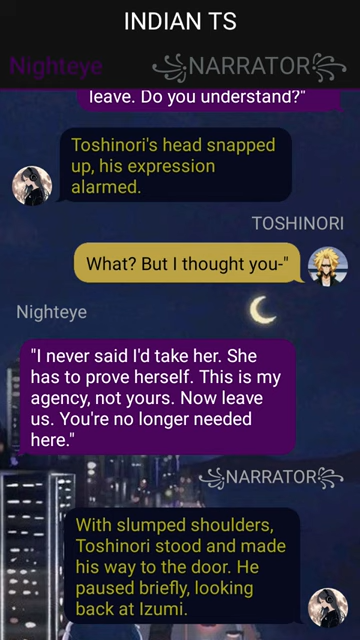 INDIAN TS
Nighteye
NARRATOR
leave. Do you understand?"
Toshinori's head snapped
up, his expression
alarmed.
TOSHINORI
What? But I thought you-"
Nighteye
"I never said I'd take her. She
has to prove herself. This is my
agency, not yours. Now leave
us. You're no longer needed
here."
NARRATOR
With slumped shoulders,
Toshinori stood and made
his way to the door. He
paused briefly, looking
back at Izumi.